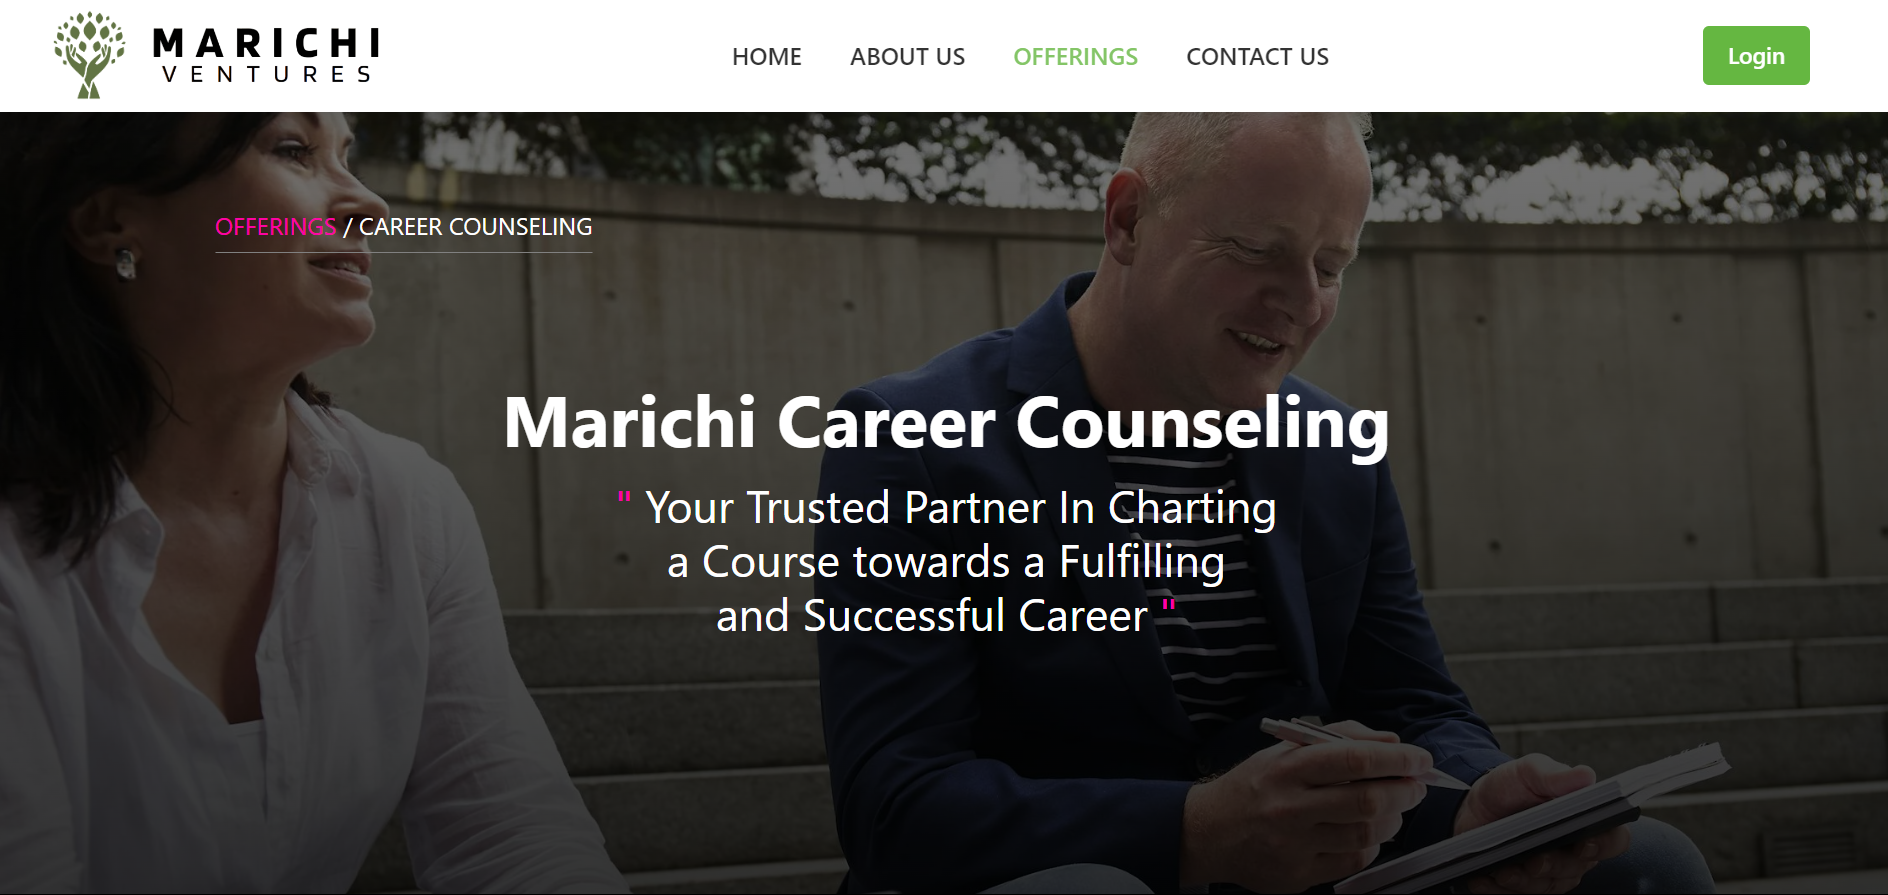 MARICHI
VENTURES
HOME
ABOUT US
OFFERINGS
CONTACT US
Login
OFFERINGS / CAREER COUNSELING
Marichi Career Counseling
" Your Trusted Partner In Charting
a Course towards a Fulfilling
and Successful Career "